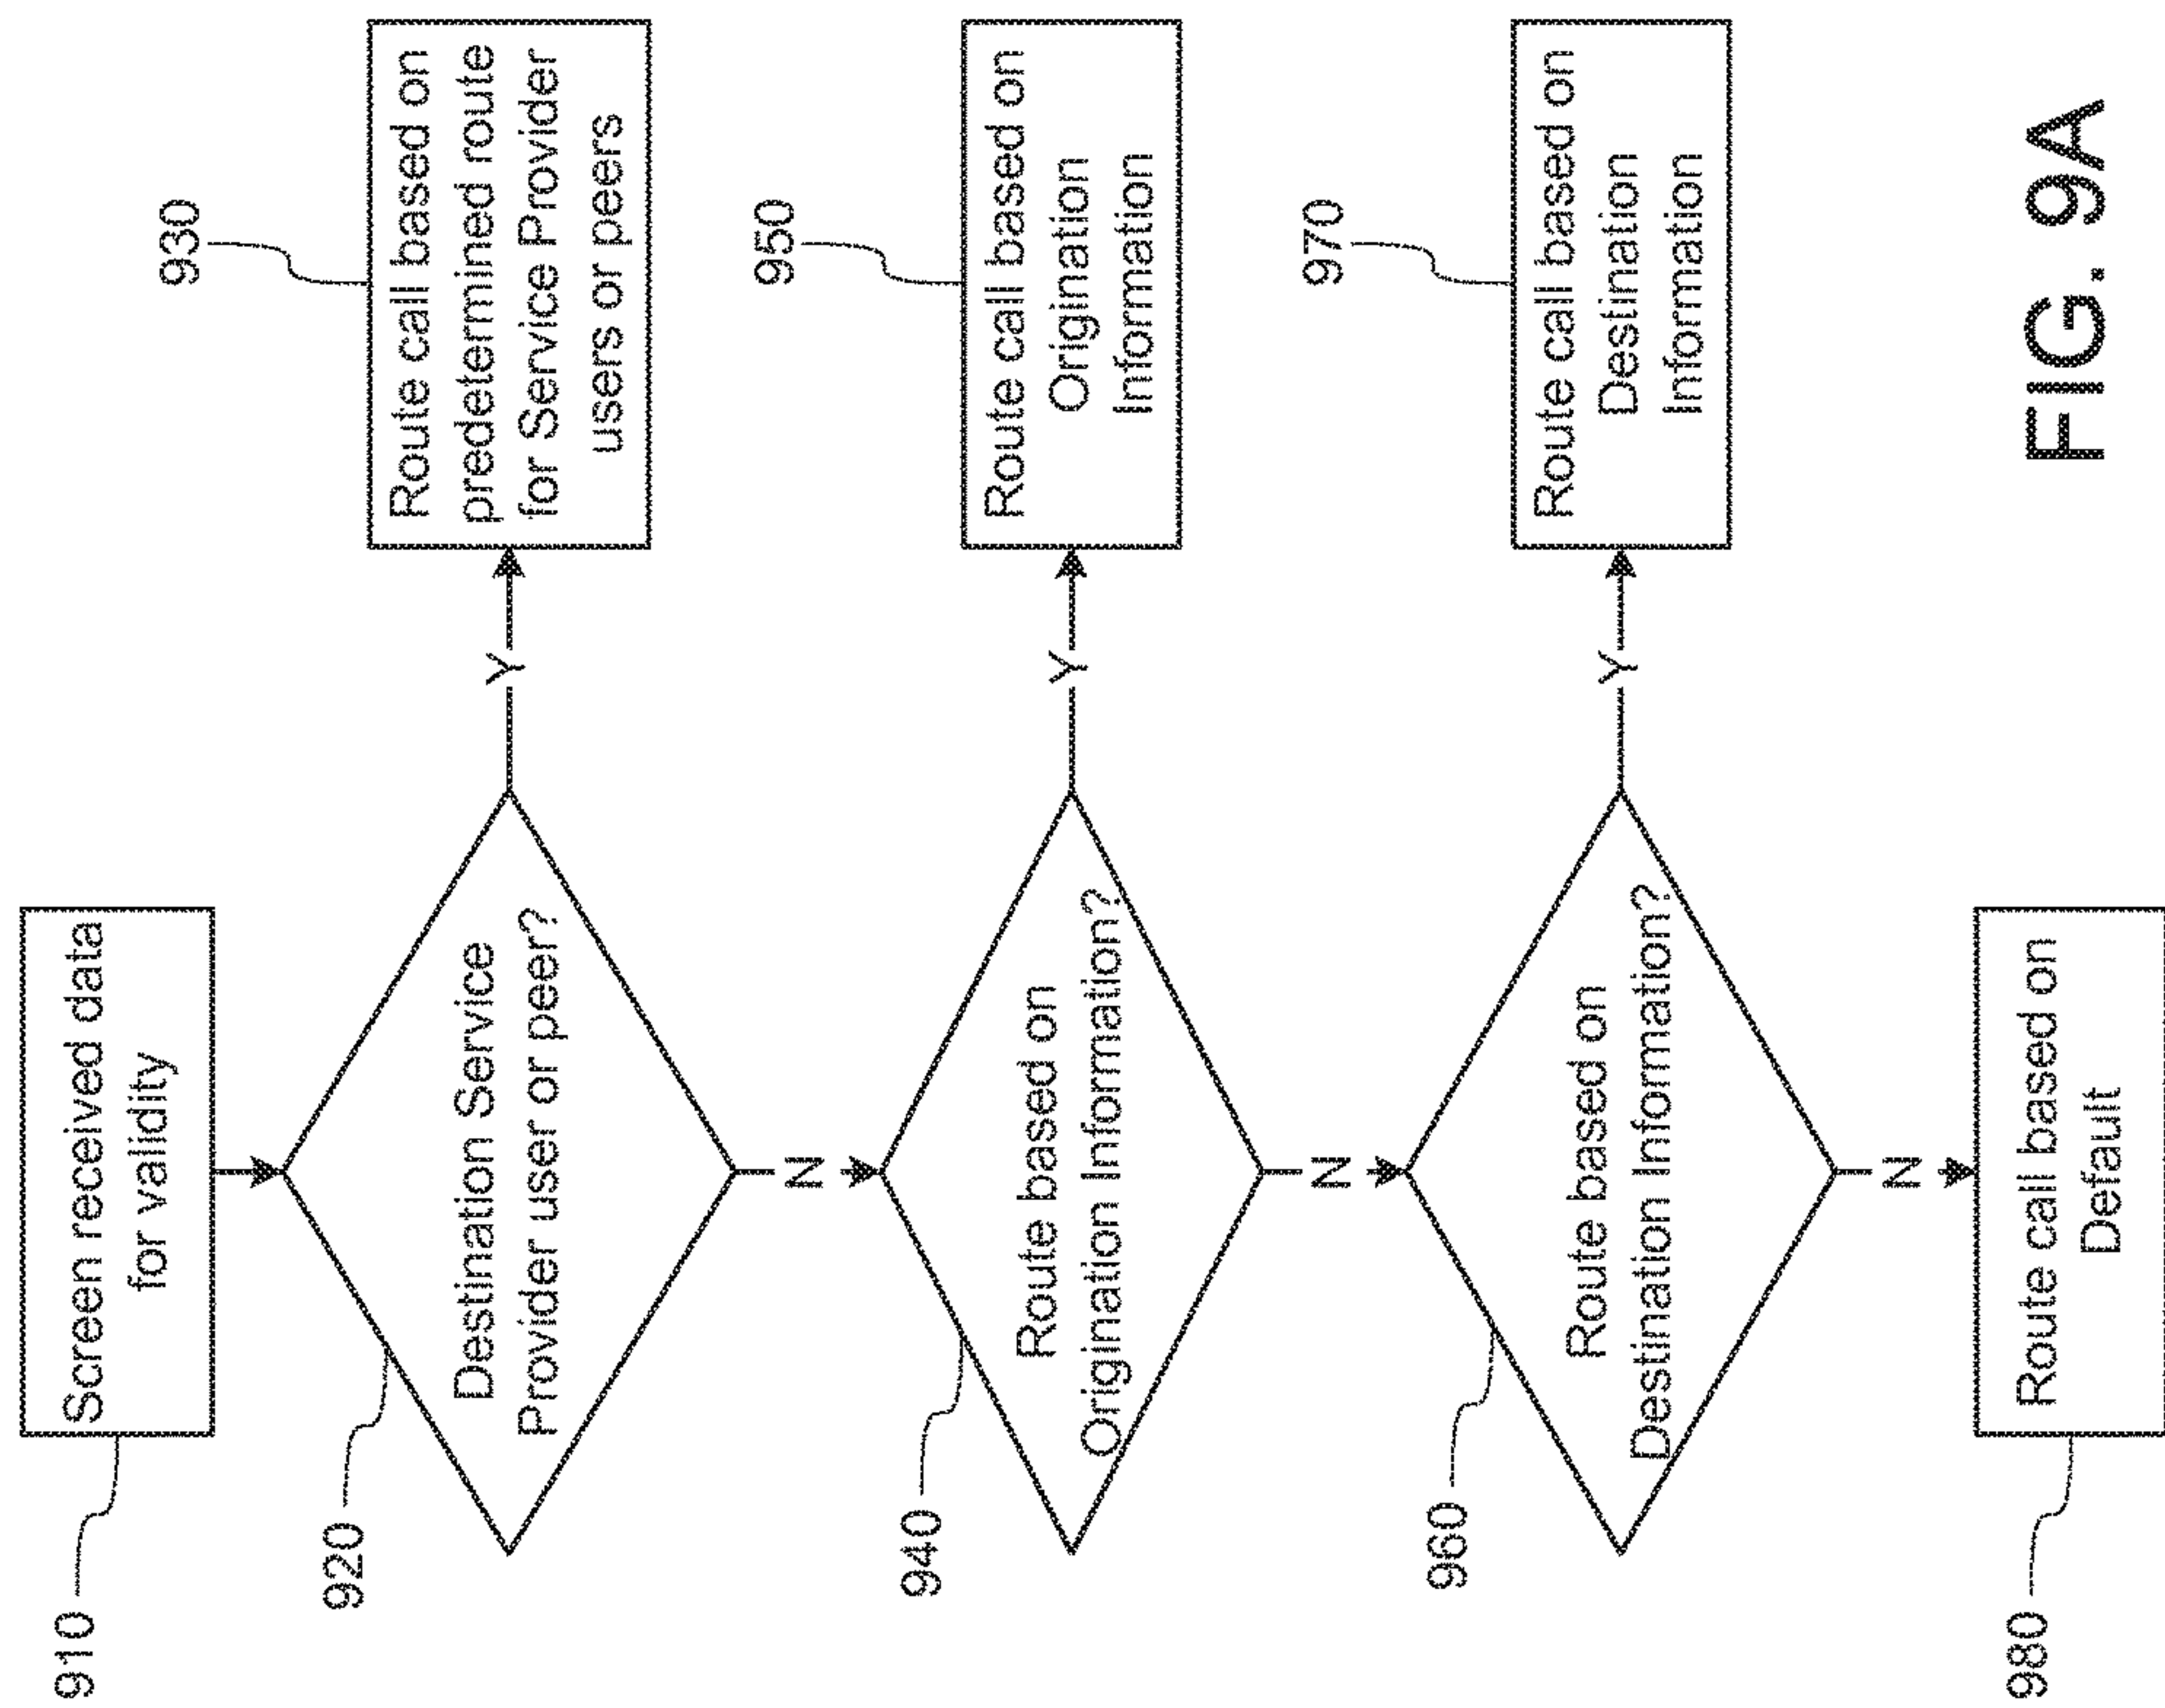 910
Screen received data
for validity
920
Destination Service
Provider user or peer?
Y
930
Route call based on
predetermined route
for Service Provider
users or peers
N
940
Route based on
Origination Information?
Y
950
Route call based on
Origination
Information
N
960
Route based on
Destination Information?
Y
970
Route call based on
Destination
Information
N
980
Route call based on
Default
FIG. 9A